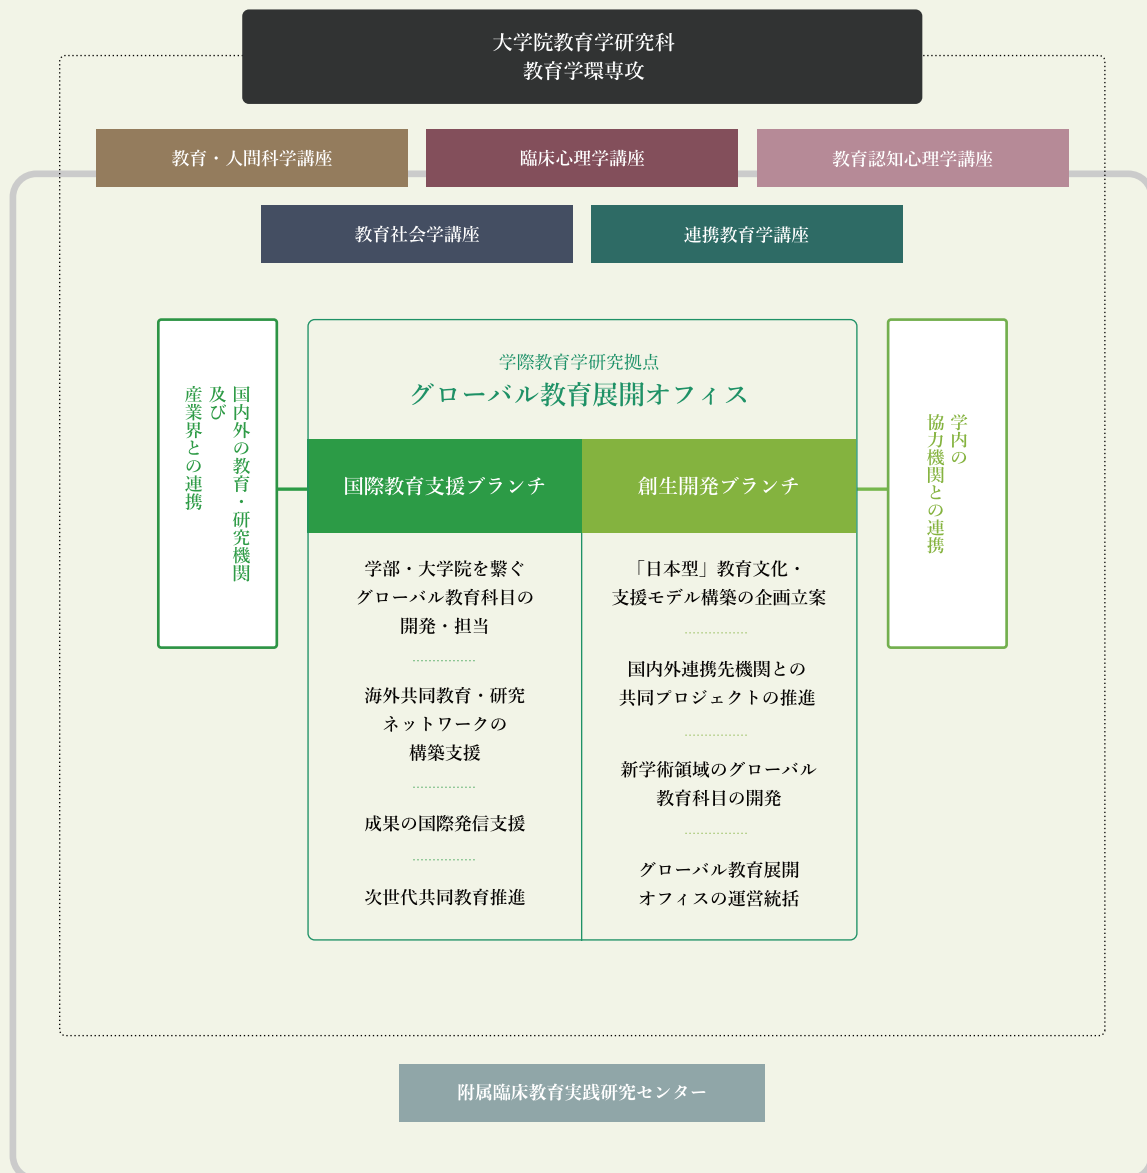 大学院教育学研究科
教育学環専攻
教育・人間科学講座
臨床心理学講座
教育認知心理学講座
教育社会学講座
連携教育学講座
国内外の教育・研究機関
及び
産業界との連携
学際教育学研究拠点
グローバル教育展開オフィス
国際教育支援ブランチ
学部・大学院を繋ぐ
グローバル教育科目の
開発・担当
海外共同教育・研究
ネットワークの
構築支援
成果の国際発信支援
次世代共同教育推進
創生開発ブランチ
「日本型」教育文化・
支援モデル構築の企画立案
国内外連携先機関との
共同プロジェクトの推進
新学術領域のグローバル
教育科目の開発
グローバル教育展開
オフィスの運営統括
学内の
協力機関との連携
附属臨床教育実践研究センター